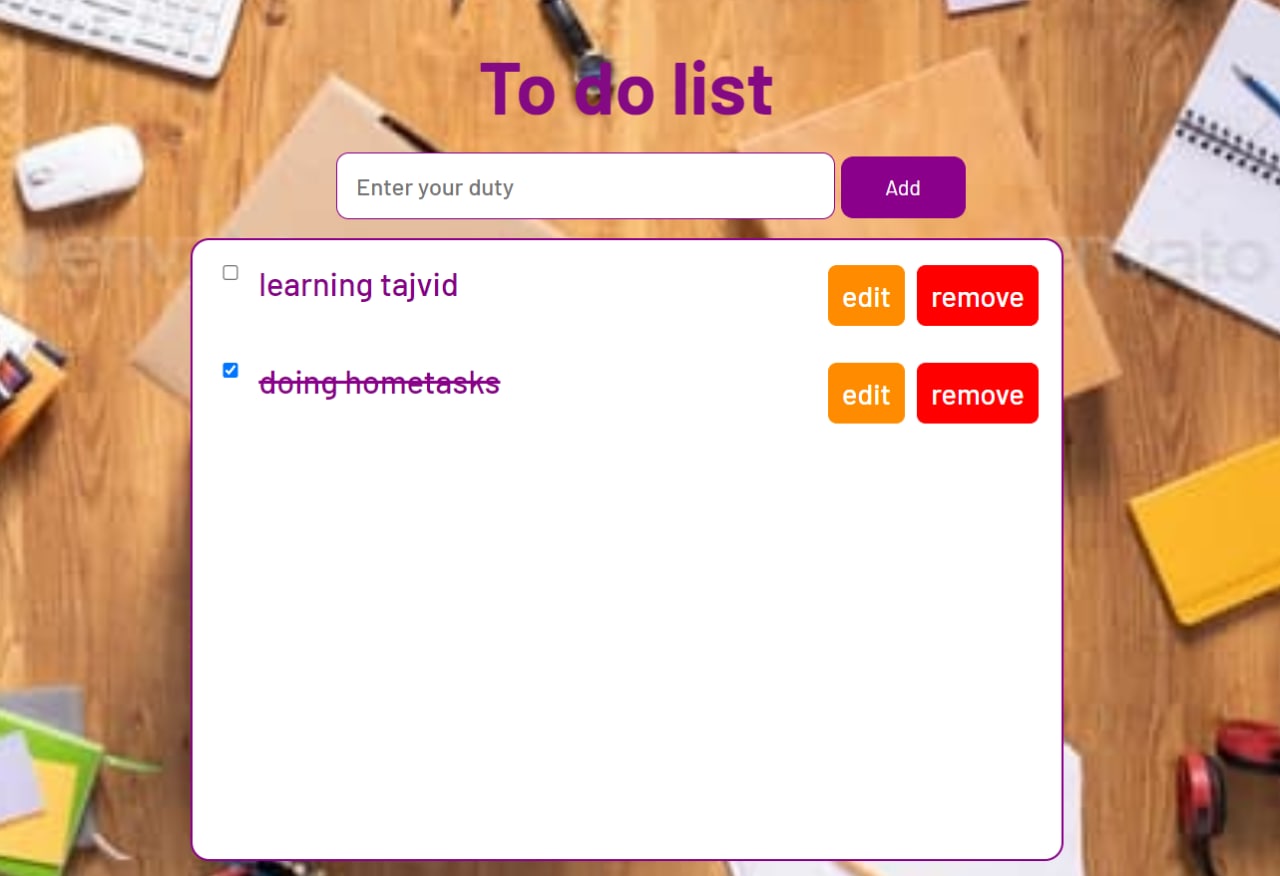 To do list
Enter your duty
Add
learning tajvid
edit
remove
doing hometasks
edit
remove